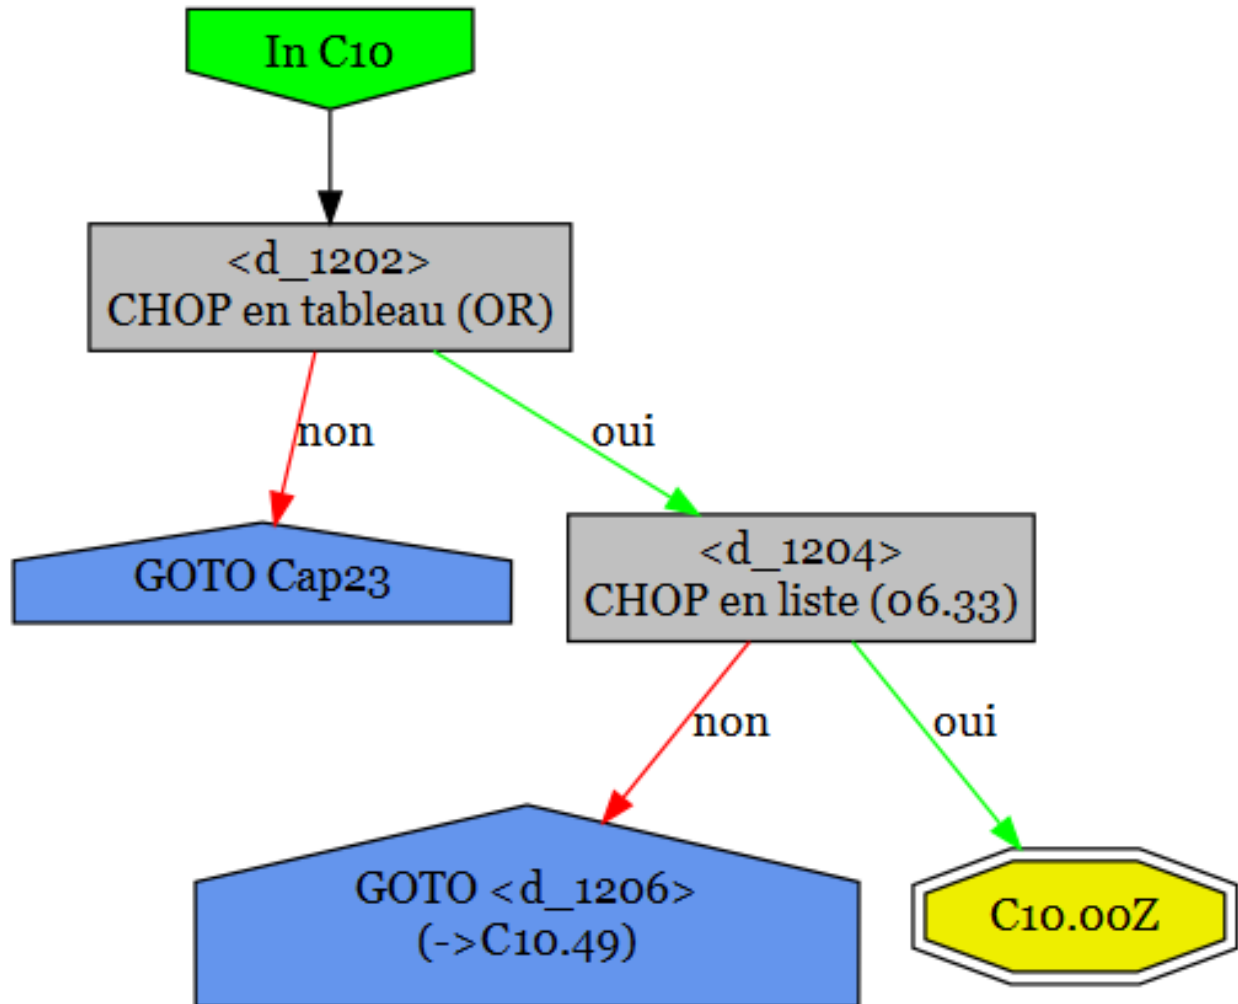 In C10
<d_1202>
CHOP en tableau (OR)
non
oui
GOTO Cap23
<d_1204>
CHOP en liste (06.33)
non
oui
GOTO <d_1206>
(->C10.49)
C10.00Z